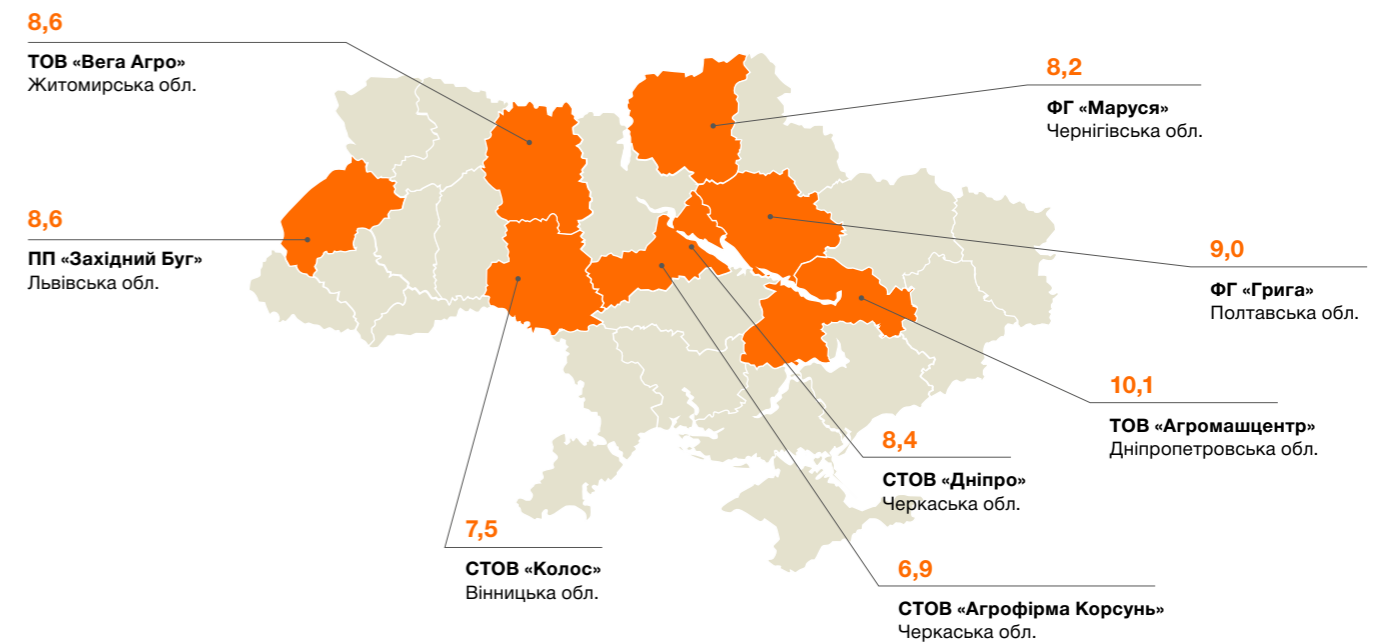 8,6
ТОВ «Вега Агро»
Житомирська обл.
8,2
ФГ «Маруся»
Чернігівська обл.
8,6
ПП «Західний Буг»
Львівська обл.
9,0
ФГ «Грига»
Полтавська обл.
10,1
ТОВ «Агромашцентр»
Дніпропетровська обл.
8,4
СТОВ «Дніпро»
Черкаська обл.
7,5
СТОВ «Колос»
Вінницька обл.
6,9
СТОВ «Агрофірма Корсунь»
Черкаська обл.